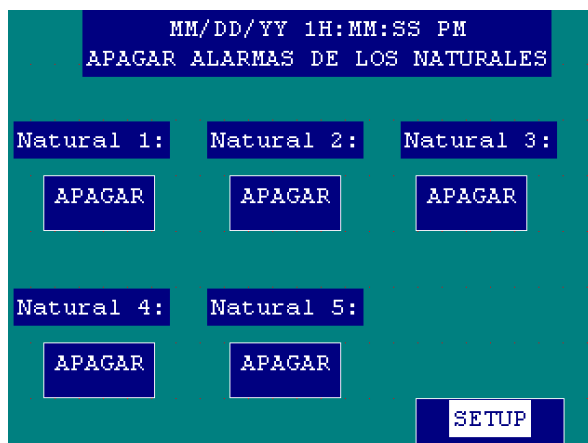 MM/DD/YY 1H:MM:SS PM
APAGAR ALARMAS DE LOS NATURALES
Natural 1: Natural 2: Natural 3:
APAGAR APAGAR APAGAR
Natural 4: Natural 5:
APAGAR APAGAR
SETUP